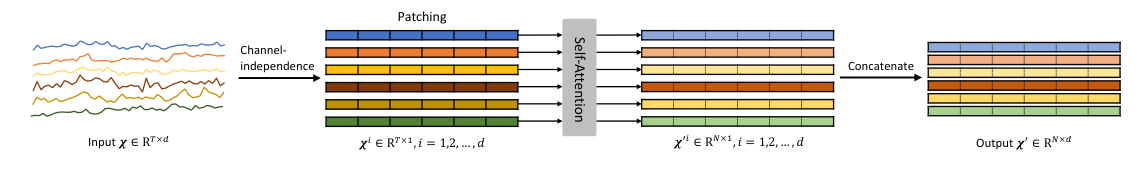 Patching
Channel-
independence
Self-Attention
Concatenate
Input 𝝌 ∈ R^{T×d}
𝝌^i ∈ R^{T×1}, i = 1,2, …, d
𝝌′^i ∈ R^{N×1}, i = 1,2, …, d
Output 𝝌′ ∈ R^{N×d}